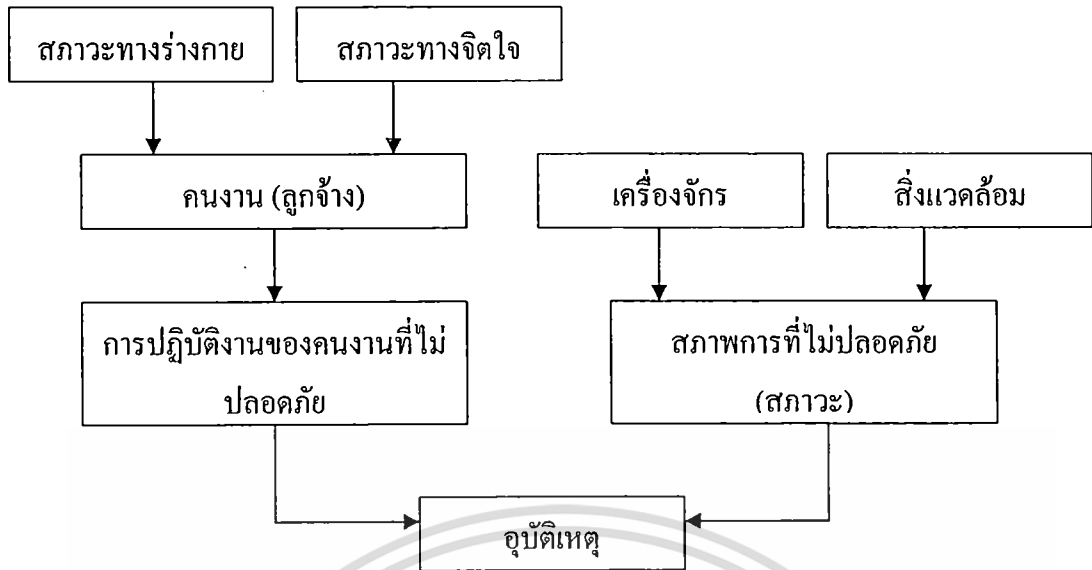 สภาวะทางร่างกาย
สภาวะทางจิตใจ
คนงาน (ลูกจ้าง)
เครื่องจักร
สิ่งแวดล้อม
การปฏิบัติงานของคนงานที่ไม่
ปลอดภัย
สภาพการที่ไม่ปลอดภัย
(สภาวะ)
อุบัติเหตุ